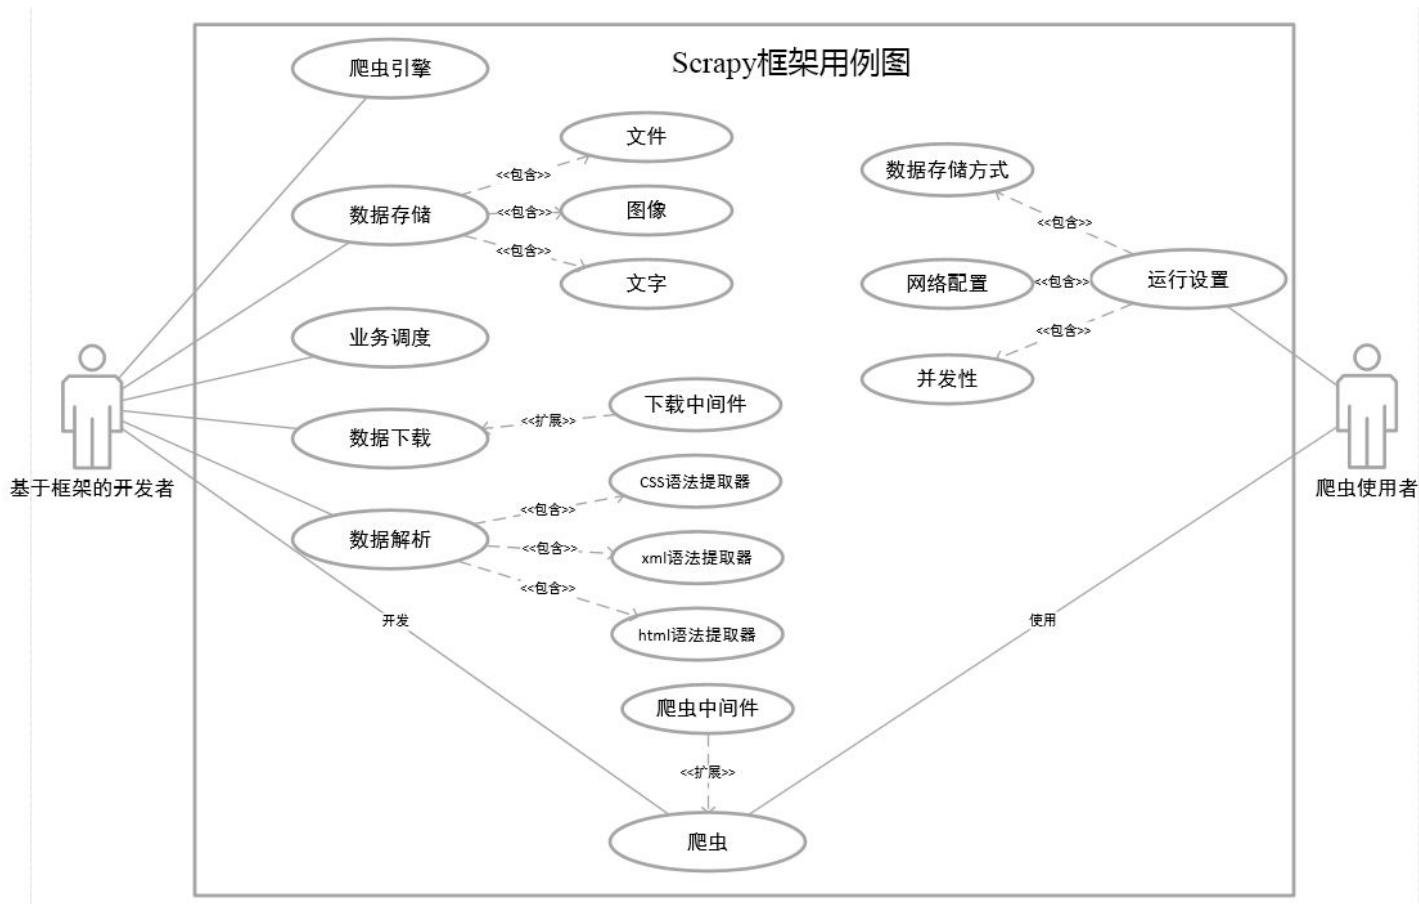 Scrapy框架用例图
爬虫引擎
文件
<<包含>>
数据存储
<<包含>>
图像
<<包含>>
文字
数据存储方式
<<包含>>
网络配置
<<包含>>
运行设置
<<包含>>
并发性
业务调度
下载中间件
<<扩展>>
数据下载
基于框架的开发者
爬虫使用者
CSS语法提取器
<<包含>>
数据解析
<<包含>>
xml语法提取器
<<包含>>
html语法提取器
开发
使用
爬虫中间件
<<扩展>>
爬虫